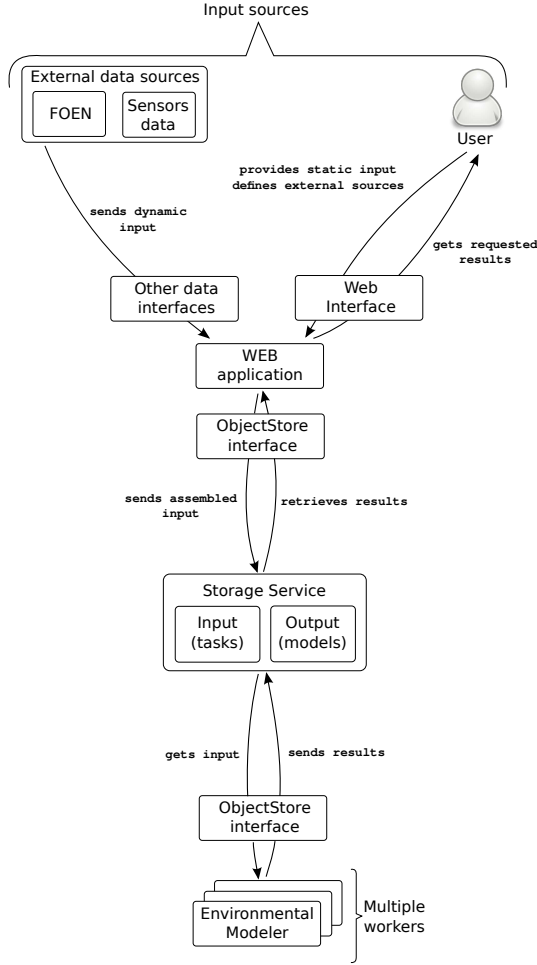 Input sources
External data sources
FOEN
Sensors
data
User
provides static input
defines external sources
sends dynamic
input
gets requested
results
Other data
interfaces
Web
Interface
WEB
application
ObjectStore
interface
sends assembled
input
retrieves results
Storage Service
Input
(tasks)
Output
(models)
gets input
sends results
ObjectStore
interface
Environmental
Modeler
Multiple
workers